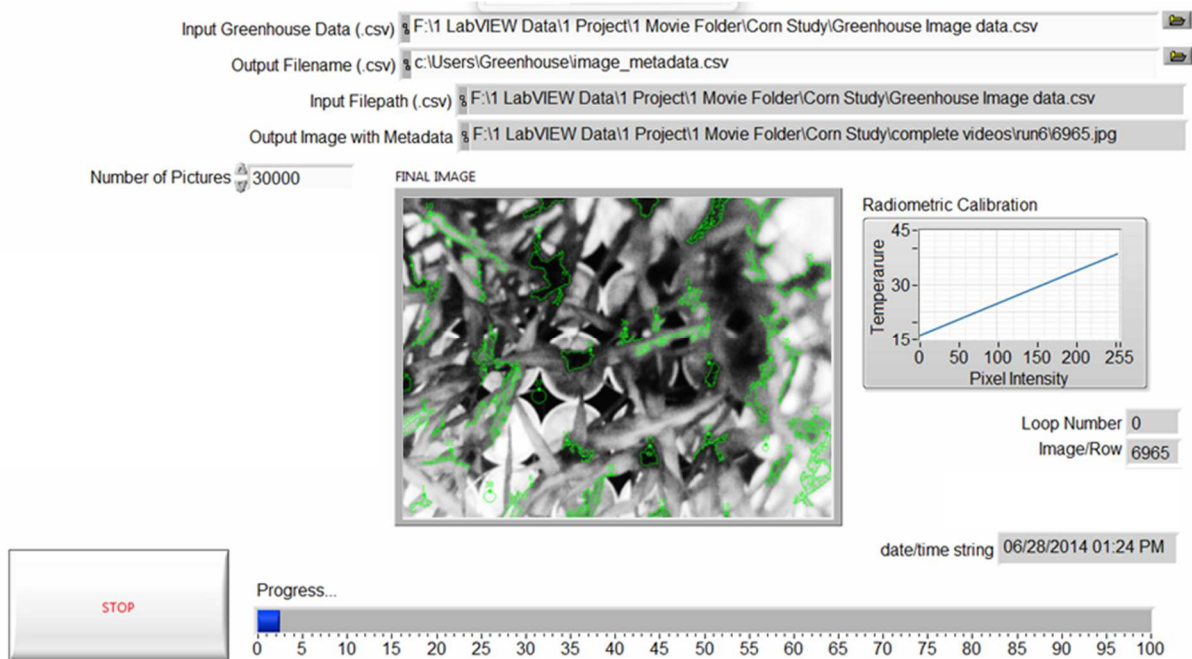 Input Greenhouse Data (.csv) F:\1 LabVIEW Data\1 Project\1 Movie Folder\Corn Study\Greenhouse Image data.csv
Output Filename (.csv) c:\Users\Greenhouse\image_metadata.csv
Input Filepath (.csv) F:\1 LabVIEW Data\1 Project\1 Movie Folder\Corn Study\Greenhouse Image data.csv
Output Image with Metadata F:\1 LabVIEW Data\1 Project\1 Movie Folder\Corn Study\complete videos\run6\6965.jpg
Number of Pictures 30000
FINAL IMAGE
Radiometric Calibration
Temperarure
45
30
15
0 50 100 150 200 255
Pixel Intensity
Loop Number 0
Image/Row 6965
date/time string 06/28/2014 01:24 PM
STOP
Progress...
0 5 10 15 20 25 30 35 40 45 50 55 60 65 70 75 80 85 90 95 100